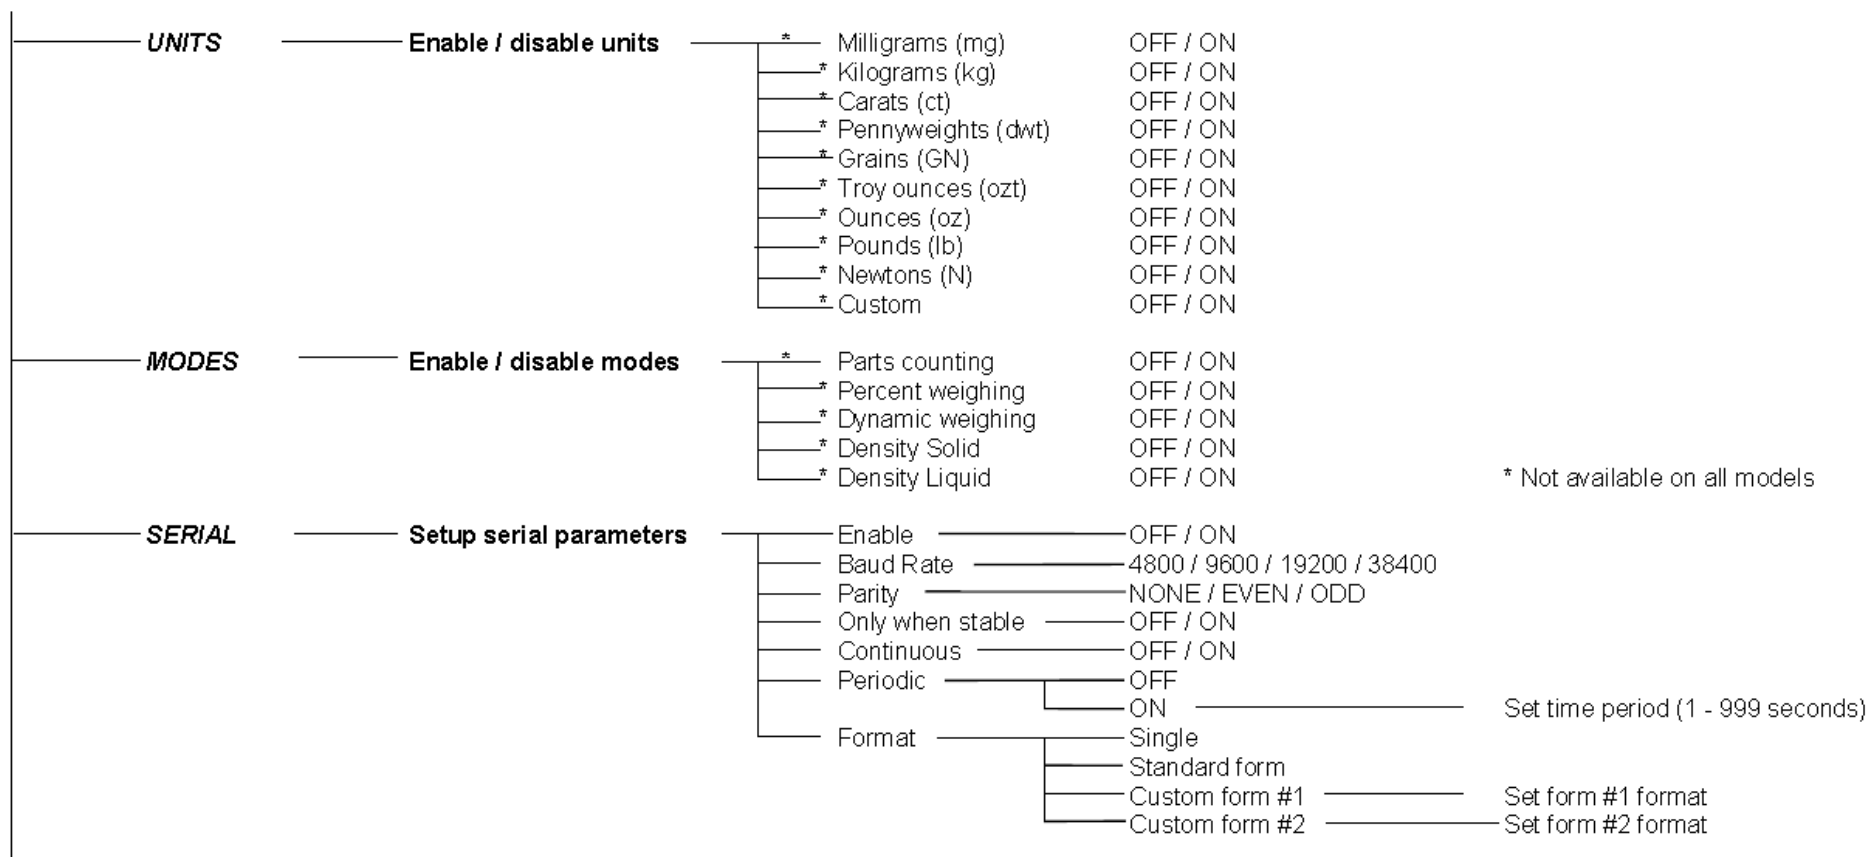 UNITS Enable / disable units * Milligrams (mg) OFF / ON
* Kilograms (kg) OFF / ON
* Carats (ct) OFF / ON
* Pennyweights (dwt) OFF / ON
* Grains (GN) OFF / ON
* Troy ounces (ozt) OFF / ON
* Ounces (oz) OFF / ON
* Pounds (lb) OFF / ON
* Newtons (N) OFF / ON
* Custom OFF / ON
MODES Enable / disable modes * Parts counting OFF / ON
* Percent weighing OFF / ON
* Dynamic weighing OFF / ON
* Density Solid OFF / ON
* Density Liquid OFF / ON * Not available on all models
SERIAL Setup serial parameters Enable OFF / ON
Baud Rate 4800 / 9600 / 19200 / 38400
Parity NONE / EVEN / ODD
Only when stable OFF / ON
Continuous OFF / ON
Periodic OFF
ON Set time period (1 - 999 seconds)
Format Single
Standard form
Custom form #1 Set form #1 format
Custom form #2 Set form #2 format